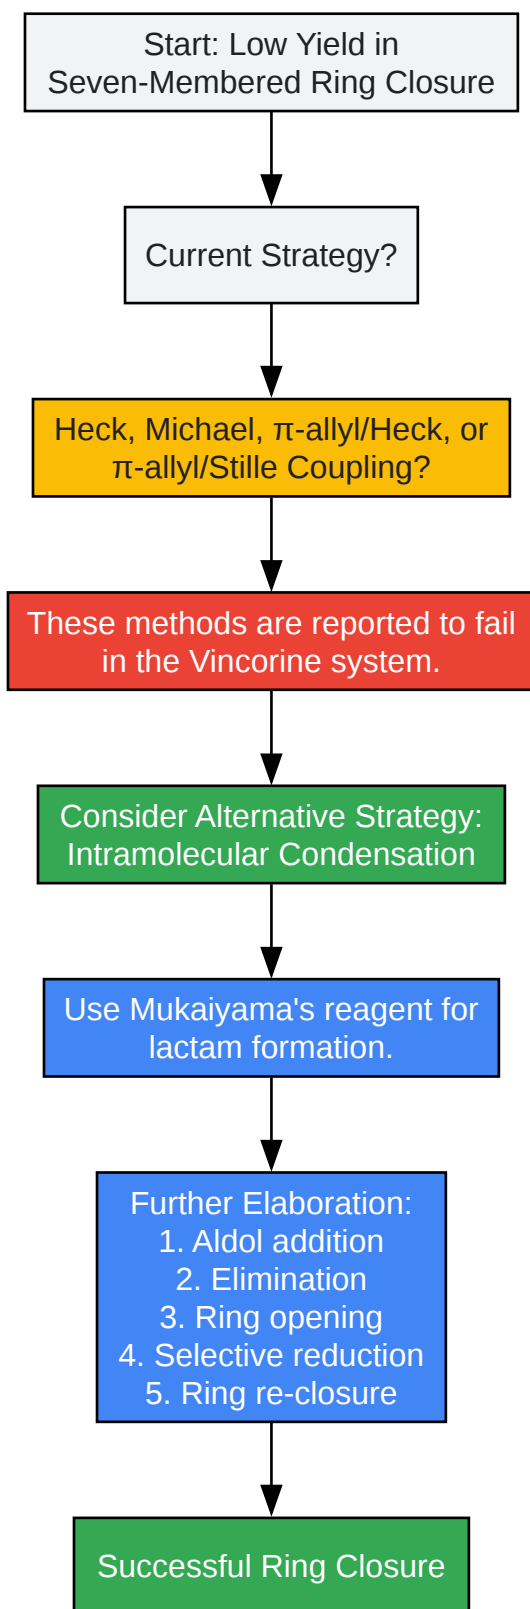 Start: Low Yield in
Seven-Membered Ring Closure
Current Strategy?
Heck, Michael, π-allyl/Heck, or
π-allyl/Stille Coupling?
These methods are reported to fail
in the Vincorine system.
Consider Alternative Strategy:
Intramolecular Condensation
Use Mukaiyama's reagent for
lactam formation.
Further Elaboration:
1. Aldol addition
2. Elimination
3. Ring opening
4. Selective reduction
5. Ring re-closure
Successful Ring Closure